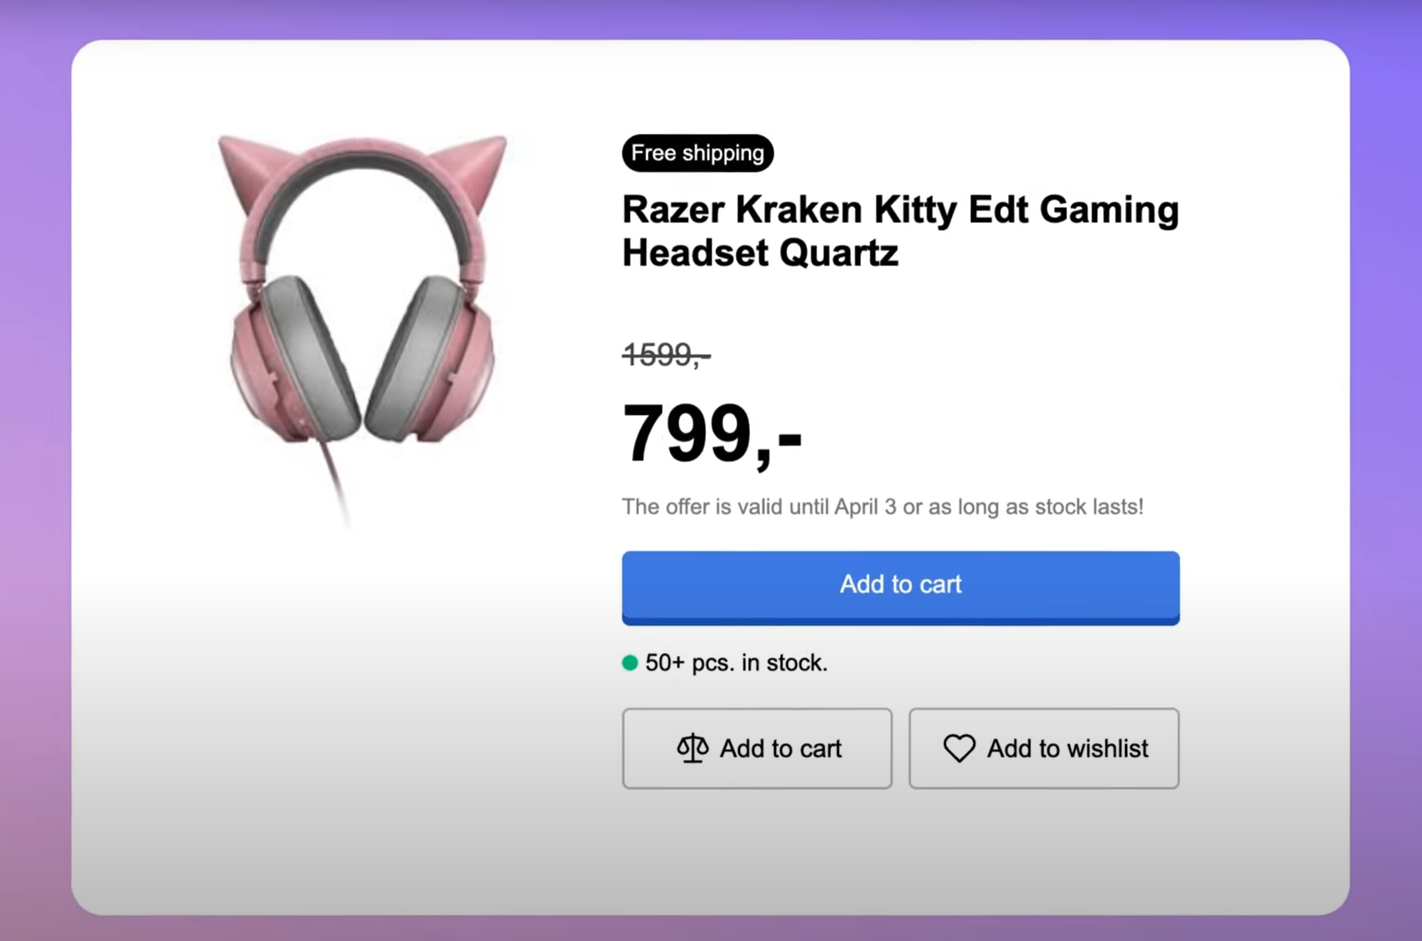 Free shipping
Razer Kraken Kitty Edt Gaming
Headset Quartz
1599,-
799,-
The offer is valid until April 3 or as long as stock lasts!
Add to cart
50+ pcs. in stock.
Add to cart
Add to wishlist